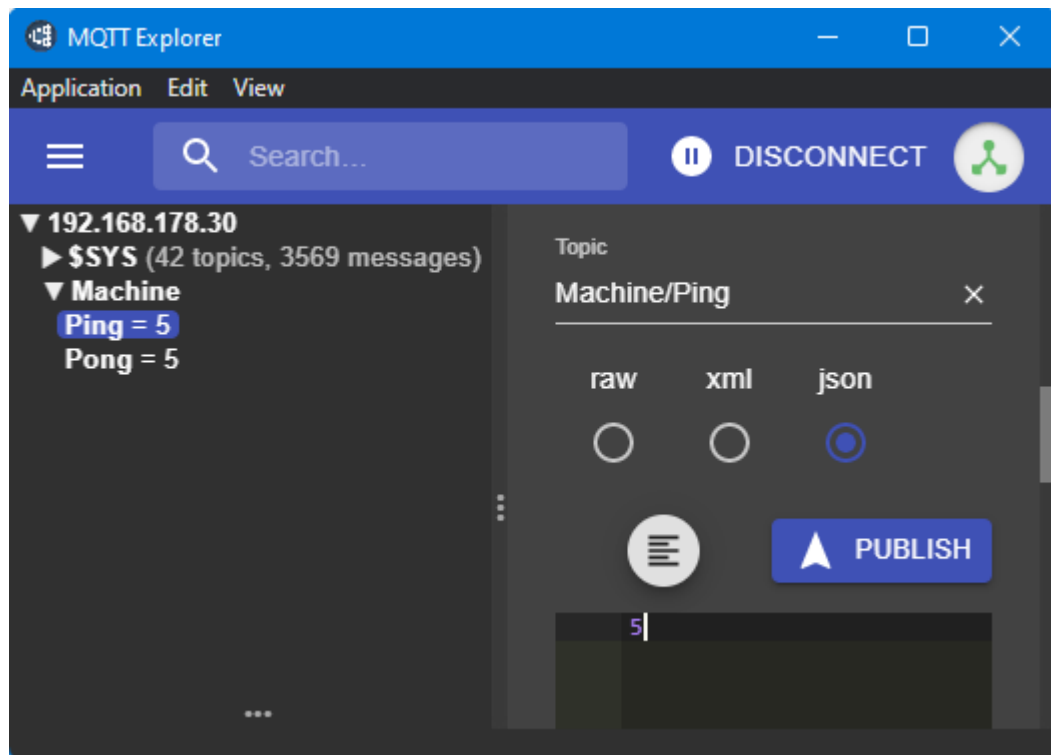 MQTT Explorer
Application Edit View
Search...
DISCONNECT
192.168.178.30
$SYS (42 topics, 3569 messages)
Machine
Ping = 5
Pong = 5
Topic
Machine/Ping
raw xml json
PUBLISH
5